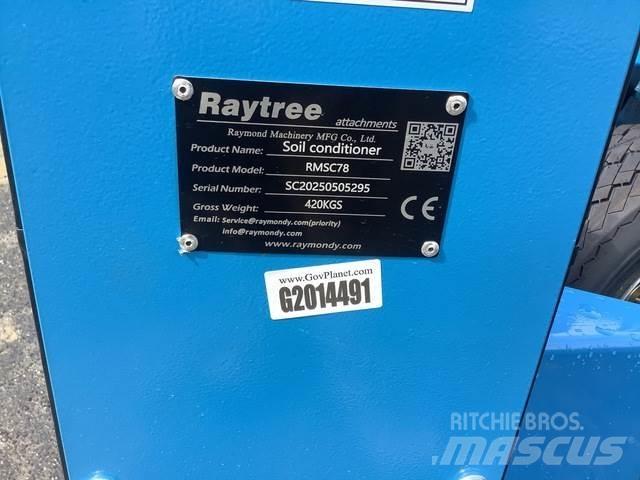 Raytree attachments
Raymond Machinery MFG Co., Ltd.
Product Name: Soil conditioner
Product Model: RMSC78
Serial Number: SC20250505295
Gross Weight: 420KGS
CE
Email: Service@raymondy.com(priority)
info@raymondy.com
www.raymondy.com
www.GovPlanet.com
G2014491
RITCHIE BROS.
MASCUS